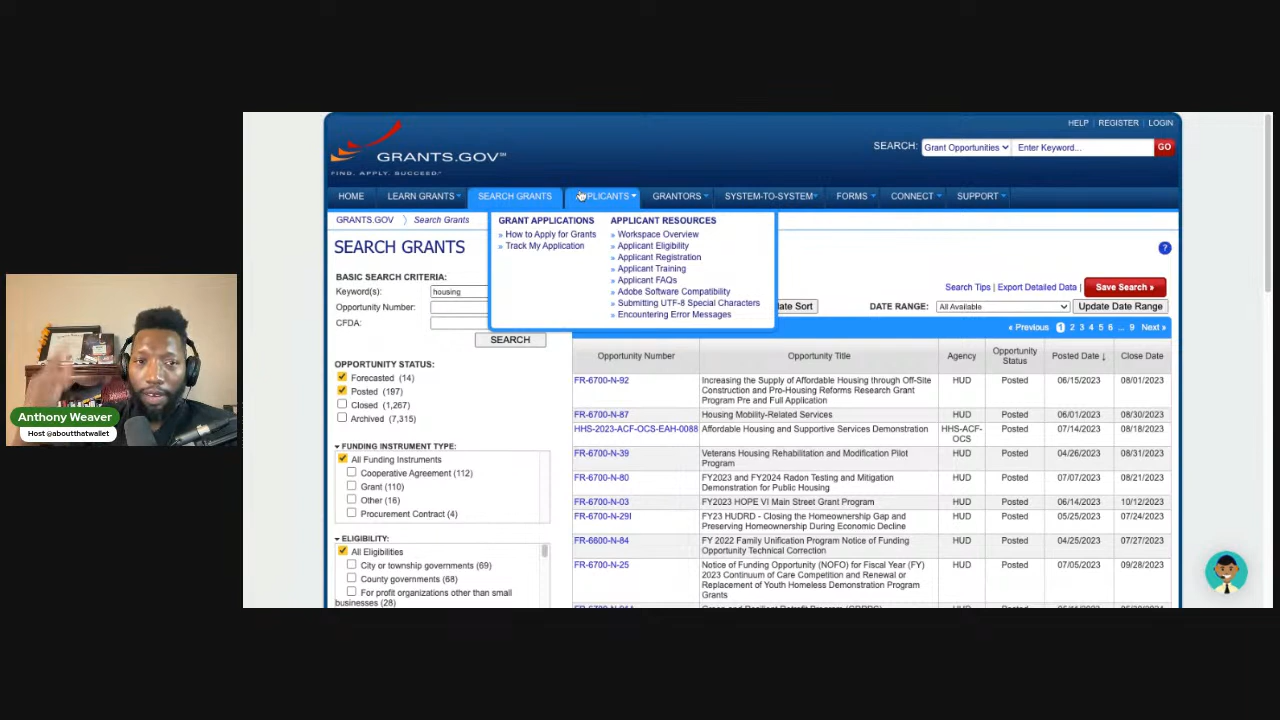 HELP | REGISTER | LOGIN
GRANTS.GOV
FIND. APPLY. SUCCEED.
SEARCH: Grant Opportunities Enter Keyword... GO
HOME LEARN GRANTS SEARCH GRANTS APPLICANTS GRANTORS SYSTEM-TO-SYSTEM FORMS CONNECT SUPPORT
GRANTS.GOV Search Grants
GRANT APPLICATIONS
» How to Apply for Grants
» Track My Application
APPLICANT RESOURCES
» Workspace Overview
» Applicant Eligibility
» Applicant Registration
» Applicant Training
» Applicant FAQs
» Adobe Software Compatibility
» Submitting UTF-8 Special Characters
» Encountering Error Messages
SEARCH GRANTS
?
BASIC SEARCH CRITERIA:
Keyword(s): housing
Opportunity Number:
CFDA:
SEARCH
OPPORTUNITY STATUS:
Forecasted (14)
Posted (197)
Closed (1,267)
Archived (7,315)
FUNDING INSTRUMENT TYPE:
All Funding Instruments
Cooperative Agreement (112)
Grant (110)
Other (16)
Procurement Contract (4)
ELIGIBILITY:
All Eligibilities
City or township governments (69)
County governments (68)
For profit organizations other than small
businesses (28)
Search Tips | Export Detailed Data | Save Search »
Sort DATE RANGE: All Available Update Date Range
« Previous 1 2 3 4 5 6 ... 9 Next »
Opportunity Number Opportunity Title Agency Opportunity Status Posted Date ↓ Close Date
FR-6700-N-92 Increasing the Supply of Affordable Housing through Off-Site HUD Posted 06/15/2023 08/01/2023
Construction and Pro-Housing Reforms Research Grant
Program Pre and Full Application
FR-6700-N-87 Housing Mobility-Related Services HUD Posted 06/01/2023 08/30/2023
HHS-2023-ACF-OCS-EAH-0088 Affordable Housing and Supportive Services Demonstration HHS-ACF-OCS Posted 07/14/2023 08/18/2023
FR-6700-N-39 Veterans Housing Rehabilitation and Modification Pilot HUD Posted 04/26/2023 08/31/2023
Program
FR-6700-N-80 FY2023 and FY2024 Radon Testing and Mitigation HUD Posted 07/07/2023 08/21/2023
Demonstration for Public Housing
FR-6700-N-03 FY2023 HOPE VI Main Street Grant Program HUD Posted 06/14/2023 10/12/2023
FR-6700-N-29I FY23 HUDRD - Closing the Homeownership Gap and HUD Posted 05/25/2023 07/24/2023
Preserving Homeownership During Economic Decline
FR-6600-N-84 FY 2022 Family Unification Program Notice of Funding HUD Posted 04/25/2023 07/27/2023
Opportunity Technical Correction
FR-6700-N-25 Notice of Funding Opportunity (NOFO) for Fiscal Year (FY) HUD Posted 07/05/2023 09/28/2023
2023 Continuum of Care Competition and Renewal or
Replacement of Youth Homeless Demonstration Program
Grants
Anthony Weaver
Host @aboutthatwallet